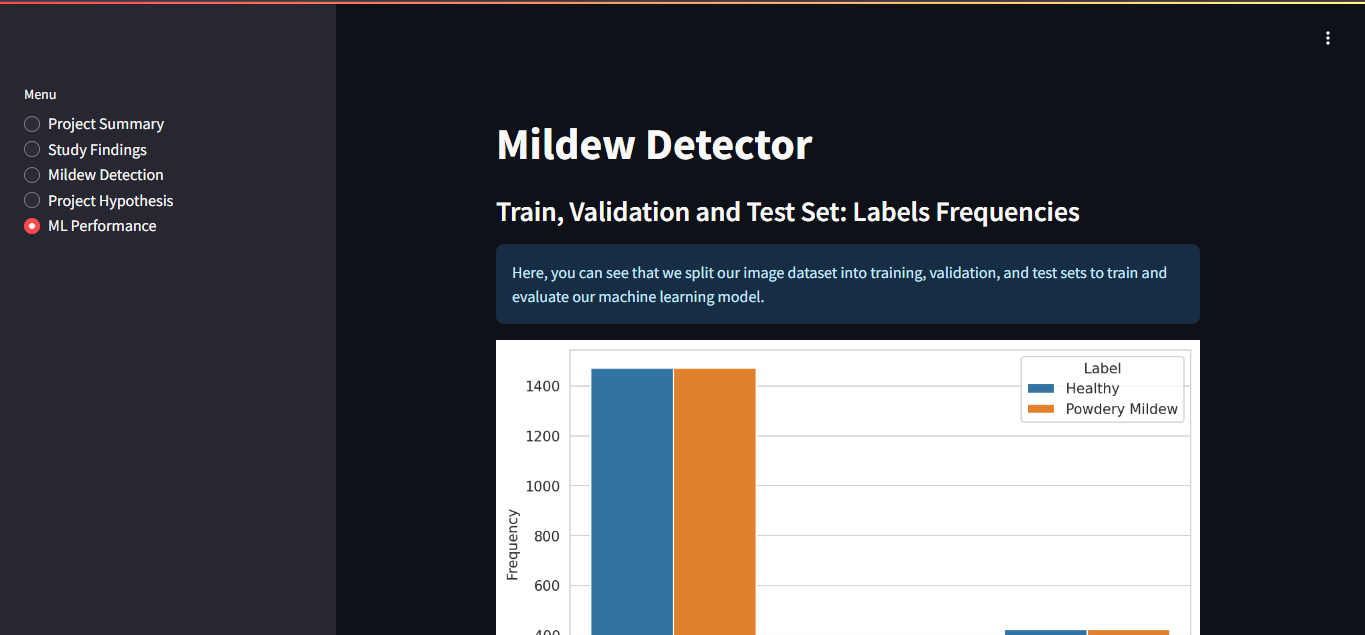 Menu
Project Summary
Study Findings
Mildew Detection
Project Hypothesis
ML Performance
Mildew Detector
Train, Validation and Test Set: Labels Frequencies
Here, you can see that we split our image dataset into training, validation, and test sets to train and
evaluate our machine learning model.
Label
Healthy
Powdery Mildew
1400
1200
1000
800
600
400
Frequency